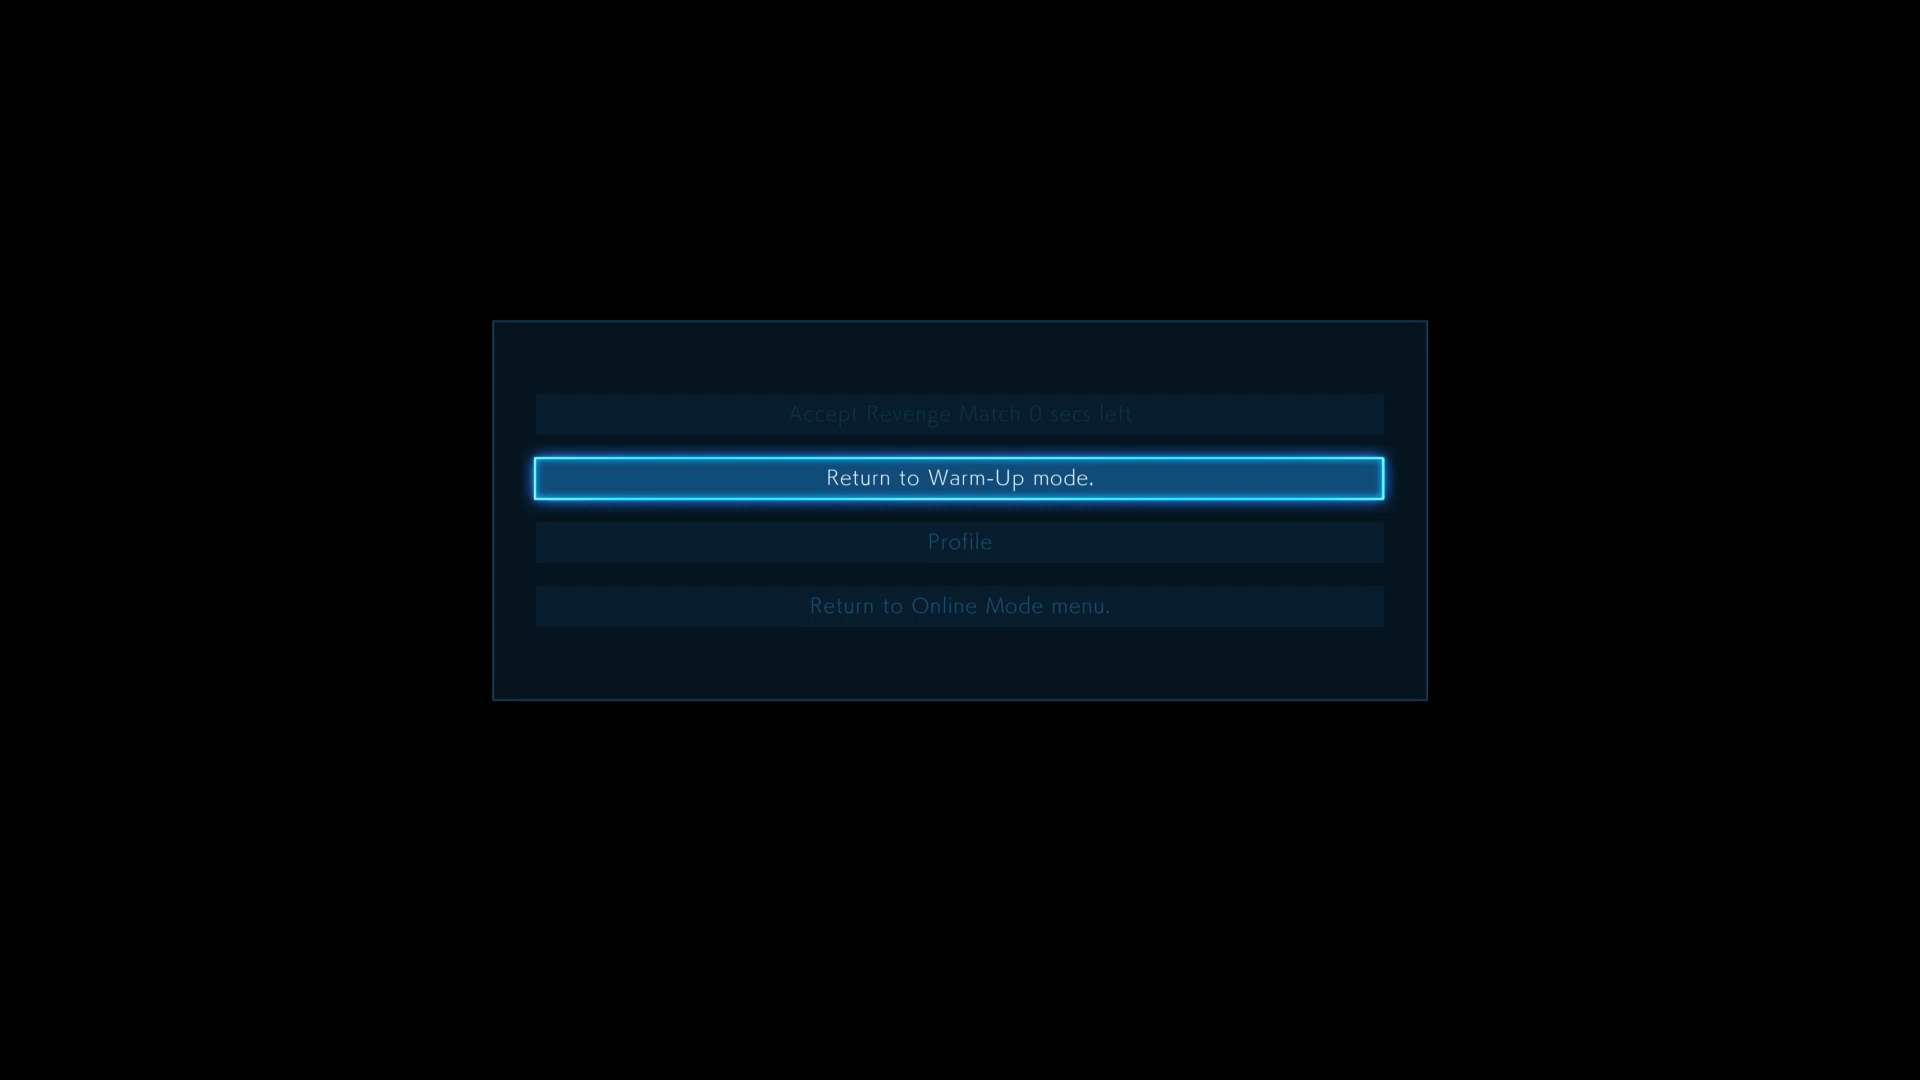 Accept Revenge Match 0 secs left
Return to Warm-Up mode.
Profile
Return to Online Mode menu.